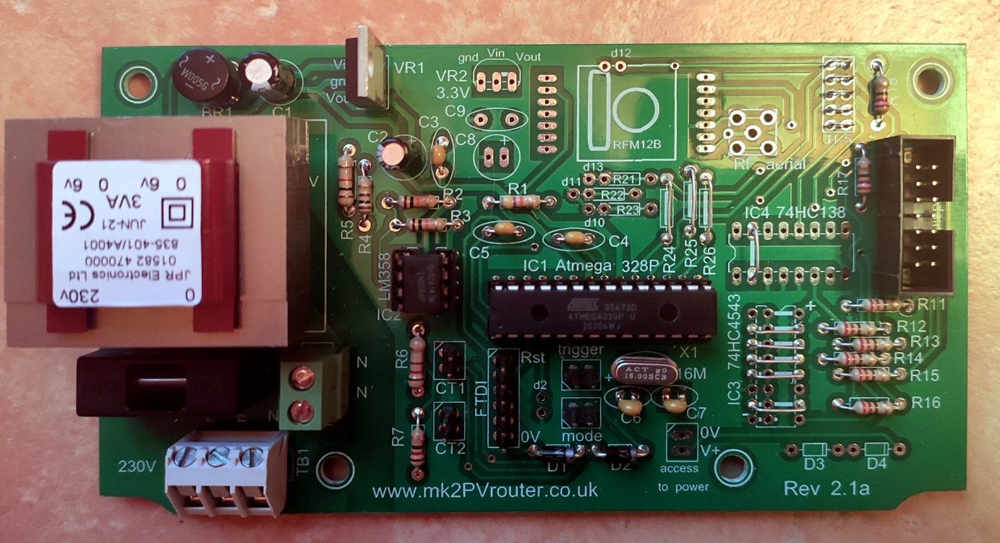 W005G
BR1
C1
Vi
gn
Vou
VR1
gnd Vin Vout
VR2
3.3V
C9
d12
RFM12B
RF aerial
C2
C3
C8
R17
V
0 6v 0 6v
3VA
CE
JUN-21
835-401/A4001
01582 470000
JPR Electronics Ltd
230v 0
R5
R4
R2
R3
R1
d13
R21
d11
R22
R23
d10
C5
C4
R24
R25
R26
IC4 74HC138
LM358
IC2
IC1 Atmega 328P
ATMEL 35473D
ATMEGA328P U
20306WJ
IC3 74HC4543
+
R11
R12
R13
R14
R15
R16
N
N
L E N
R6
R7
CT1
CT2
FTDI
Rst
0V
d2
trigger
+
mode
X1
16M
ACT 90
16.00SCB
C6
C7
D1
D2
0V
V+
access
to power
D3
D4
230V
TB1
www.mk2PVrouter.co.uk
Rev 2.1a